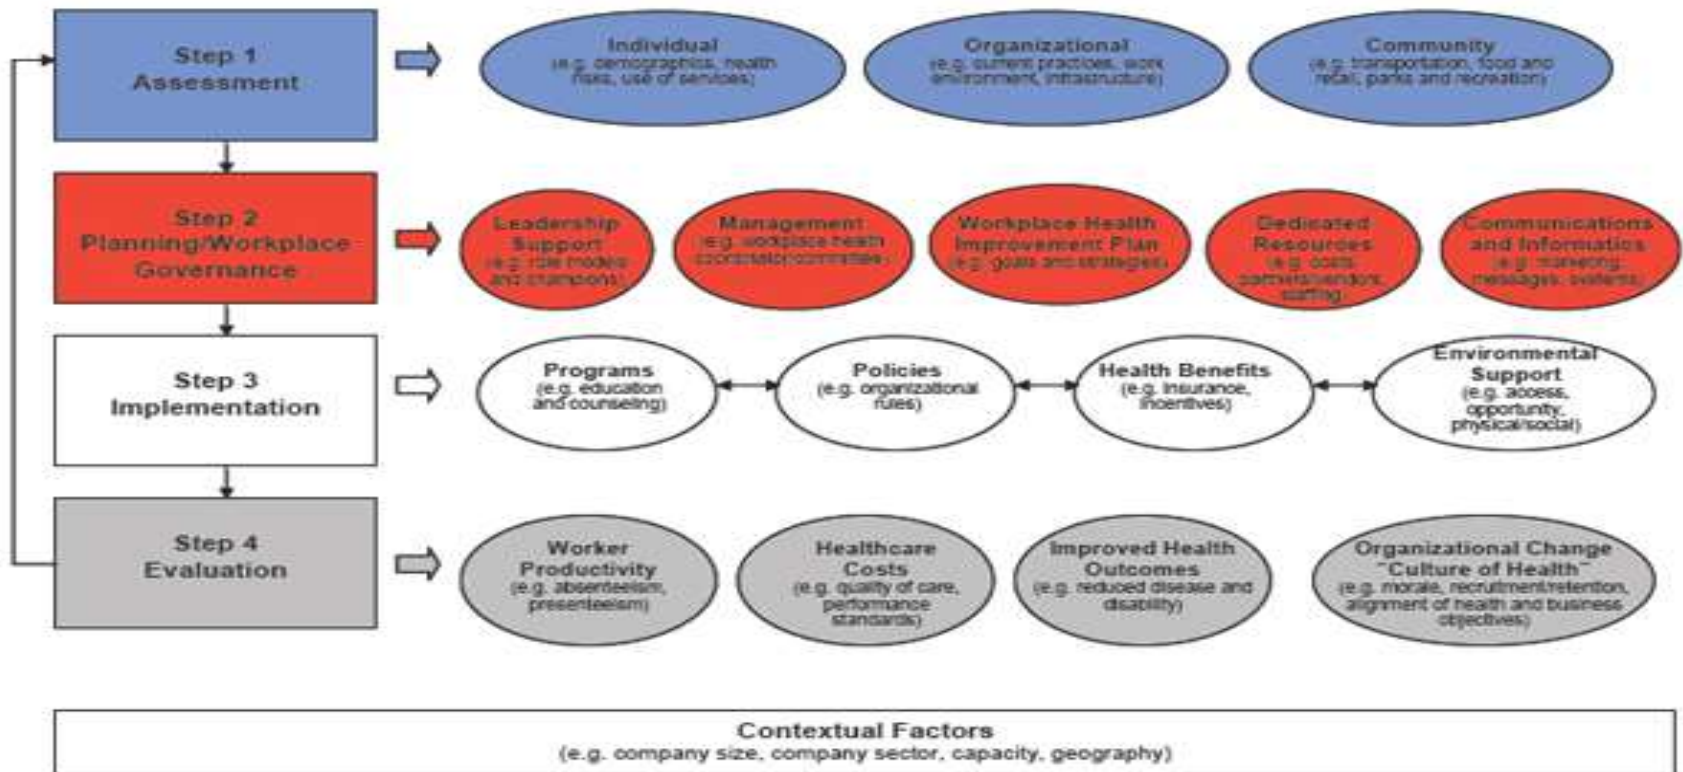 Step 1
Assessment
Individual
(e.g. demographics, health
risks, use of services)
Organizational
(e.g. current practices, work
environment, infrastructure)
Community
(e.g. transportation, food and
retail, parks and recreation)
Step 2
Planning/Workplace
Governance
Leadership
Support
(e.g. role models
and champions)
Management
(e.g. workplace health
coordinator/committee)
Workplace Health
Improvement Plan
(e.g. goals and strategies)
Dedicated
Resources
(e.g. costs,
partners/vendors,
staffing)
Communications
and Informatics
(e.g. marketing,
messages, systems)
Step 3
Implementation
Programs
(e.g. education
and counseling)
Policies
(e.g. organizational
rules)
Health Benefits
(e.g. insurance,
incentives)
Environmental
Support
(e.g. access,
opportunity,
physical/social)
Step 4
Evaluation
Worker
Productivity
(e.g. absenteeism,
presenteeism)
Healthcare
Costs
(e.g. quality of care,
performance
standards)
Improved Health
Outcomes
(e.g. reduced disease and
disability)
Organizational Change
"Culture of Health"
(e.g. morale, recruitment/retention,
alignment of health and business
objectives)
Contextual Factors
(e.g. company size, company sector, capacity, geography)